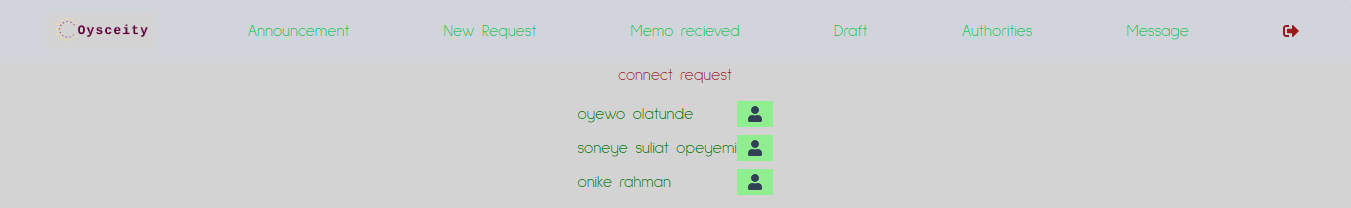 Oysceity Announcement New Request Memo recieved Draft Authorities Message
connect request
oyewo olatunde
soneye suliat opeyemi
onike rahman